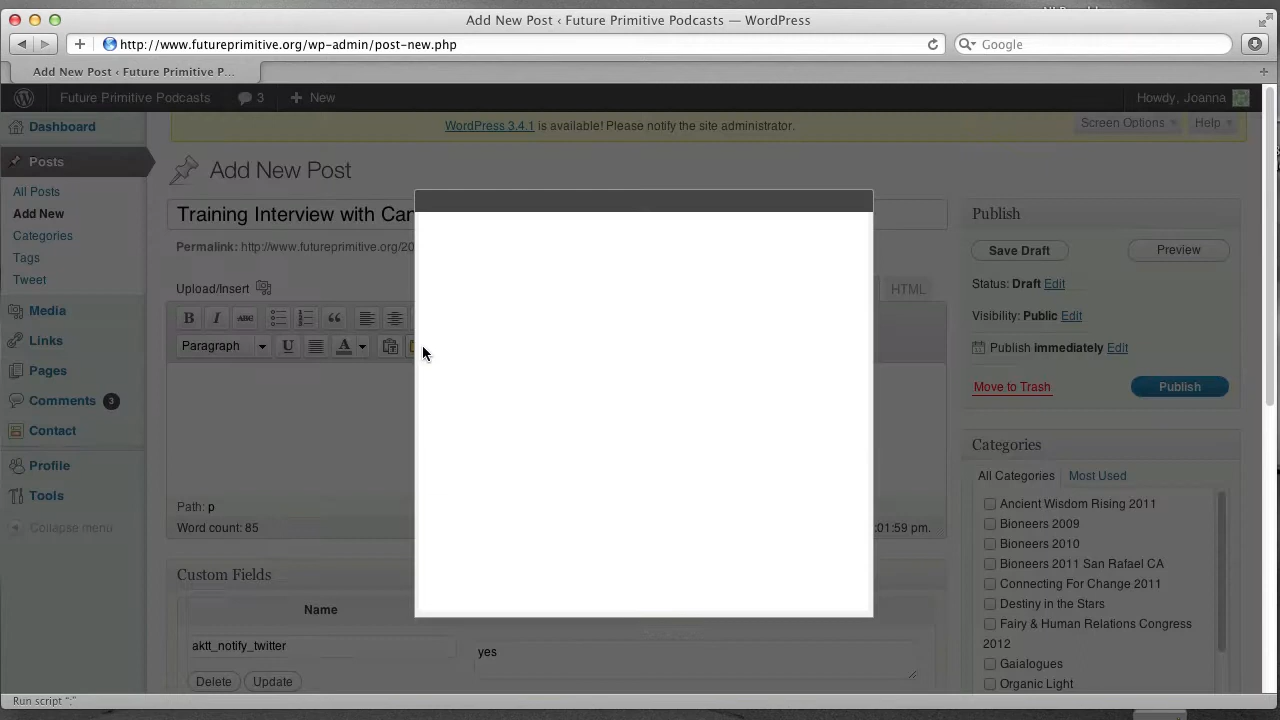 Add New Post ‹ Future Primitive Podcasts — WordPress
http://www.futureprimitive.org/wp-admin/post-new.php
Google
Add New Post ‹ Future Primitive P...
Future Primitive Podcasts 3 New Howdy, Joanna
WordPress 3.4.1 is available! Please notify the site administrator.
Screen Options Help
Dashboard
Posts
All Posts
Add New
Categories
Tags
Tweet
Media
Links
Pages
Comments 3
Contact
Profile
Tools
Collapse menu
Add New Post
Training Interview with
Permalink: http://www.futureprimitive.org/20
Upload/Insert
HTML
B I ABC
Paragraph U A
Path: p
Word count: 85
:01:59 pm.
Custom Fields
Name
aktt_notify_twitter
yes
Delete Update
Publish
Save Draft Preview
Status: Draft Edit
Visibility: Public Edit
Publish immediately Edit
Move to Trash Publish
Categories
All Categories Most Used
Ancient Wisdom Rising 2011
Bioneers 2009
Bioneers 2010
Bioneers 2011 San Rafael CA
Connecting For Change 2011
Destiny in the Stars
Fairy & Human Relations Congress
2012
Gaialogues
Organic Light
Run script ";"